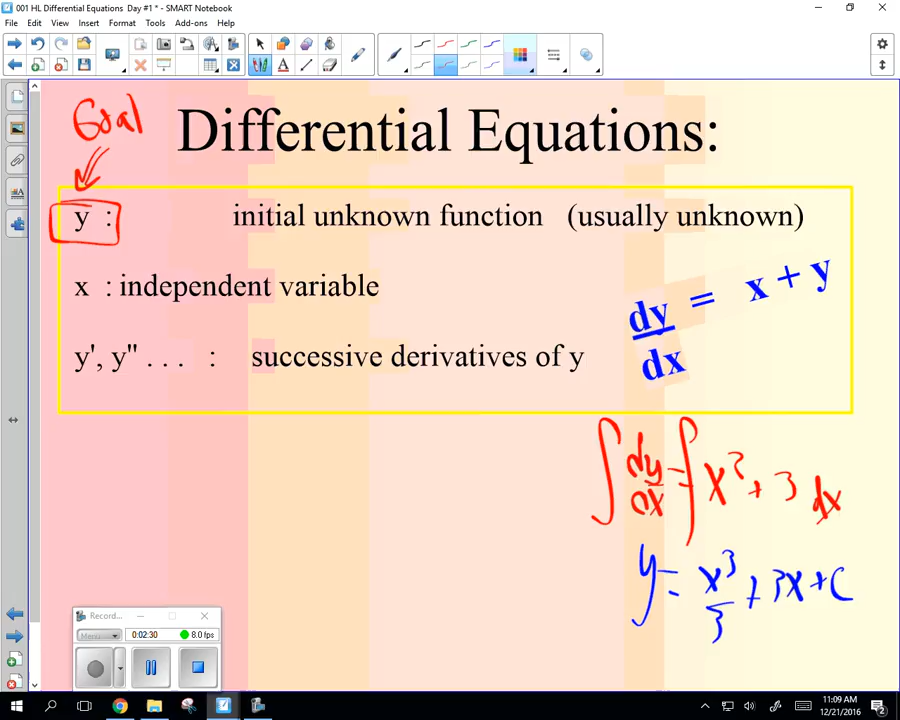 001 HL Differential Equations Day #1 * - SMART Notebook
File Edit View Insert Format Tools Add-ons Help
Goal
Differential Equations:
y : initial unknown function (usually unknown)
x : independent variable
dy/dx = x + y
y', y" . . . : successive derivatives of y
∫ dy/dx = ∫ x² + 3 dx
y = x³/3 + 3x + C
Record...
Menu
0:02:30 8.0 fps
11:09 AM
12/21/2016
2